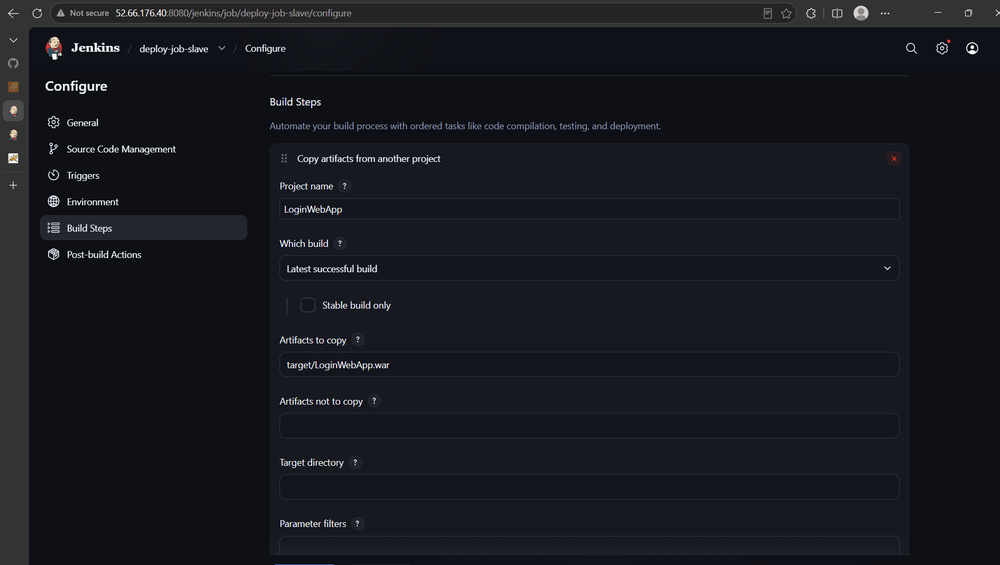 Not secure 52.66.176.40:8080/jenkins/job/deploy-job-slave/configure
Jenkins / deploy-job-slave / Configure
Configure
General
Source Code Management
Triggers
Environment
Build Steps
Post-build Actions
Build Steps
Automate your build process with ordered tasks like code compilation, testing, and deployment.
Copy artifacts from another project
Project name ?
LoginWebApp
Which build ?
Latest successful build
Stable build only
Artifacts to copy ?
target/LoginWebApp.war
Artifacts not to copy ?
Target directory ?
Parameter filters ?